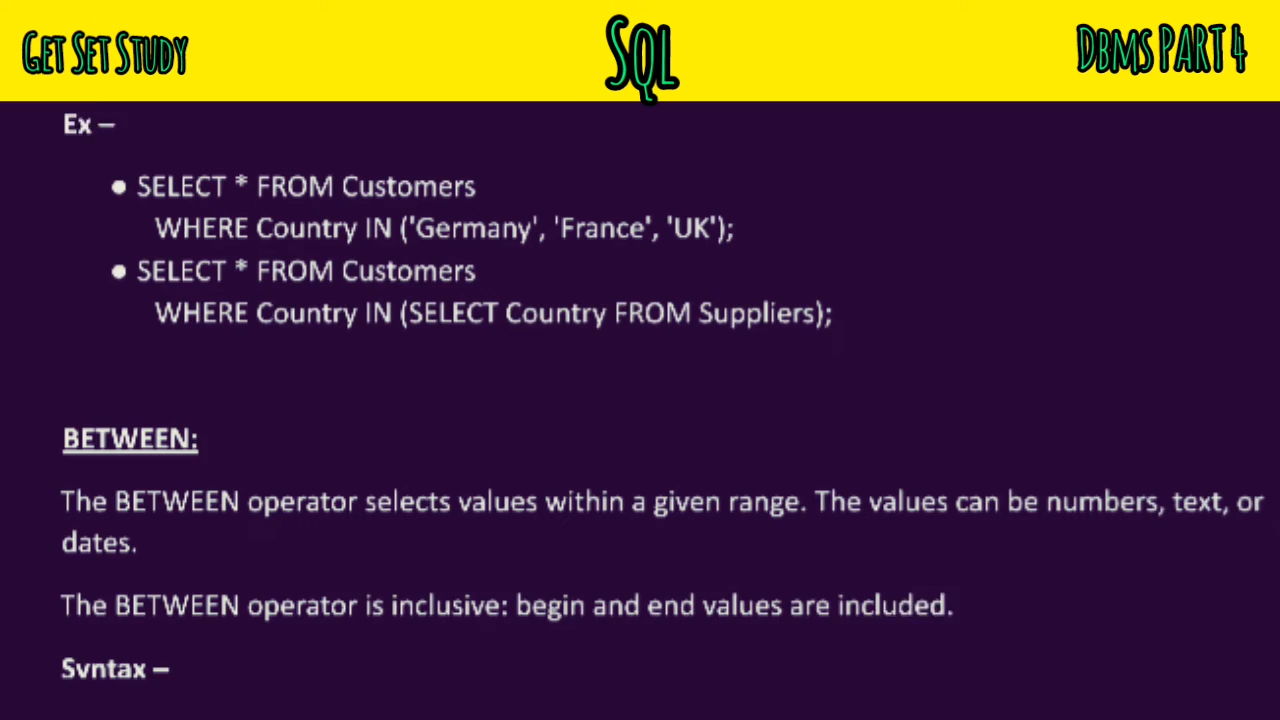 Get Set Study
Sql
Dbms PART 4
Ex –
● SELECT * FROM Customers
WHERE Country IN ('Germany', 'France', 'UK');
● SELECT * FROM Customers
WHERE Country IN (SELECT Country FROM Suppliers);
BETWEEN:
The BETWEEN operator selects values within a given range. The values can be numbers, text, or
dates.
The BETWEEN operator is inclusive: begin and end values are included.
Syntax –